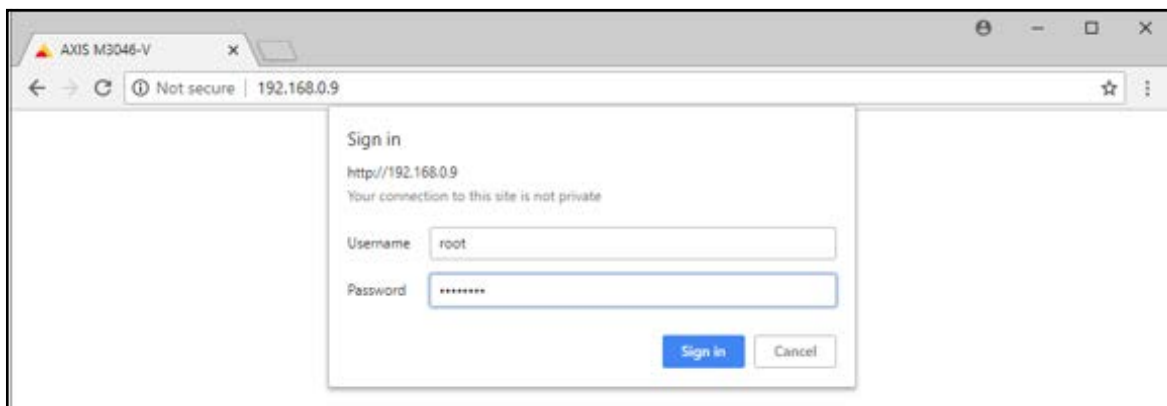 AXIS M3046-V
Not secure | 192.168.0.9
Sign in
http://192.168.0.9
Your connection to this site is not private
Username root
Password ••••••••
Sign in Cancel